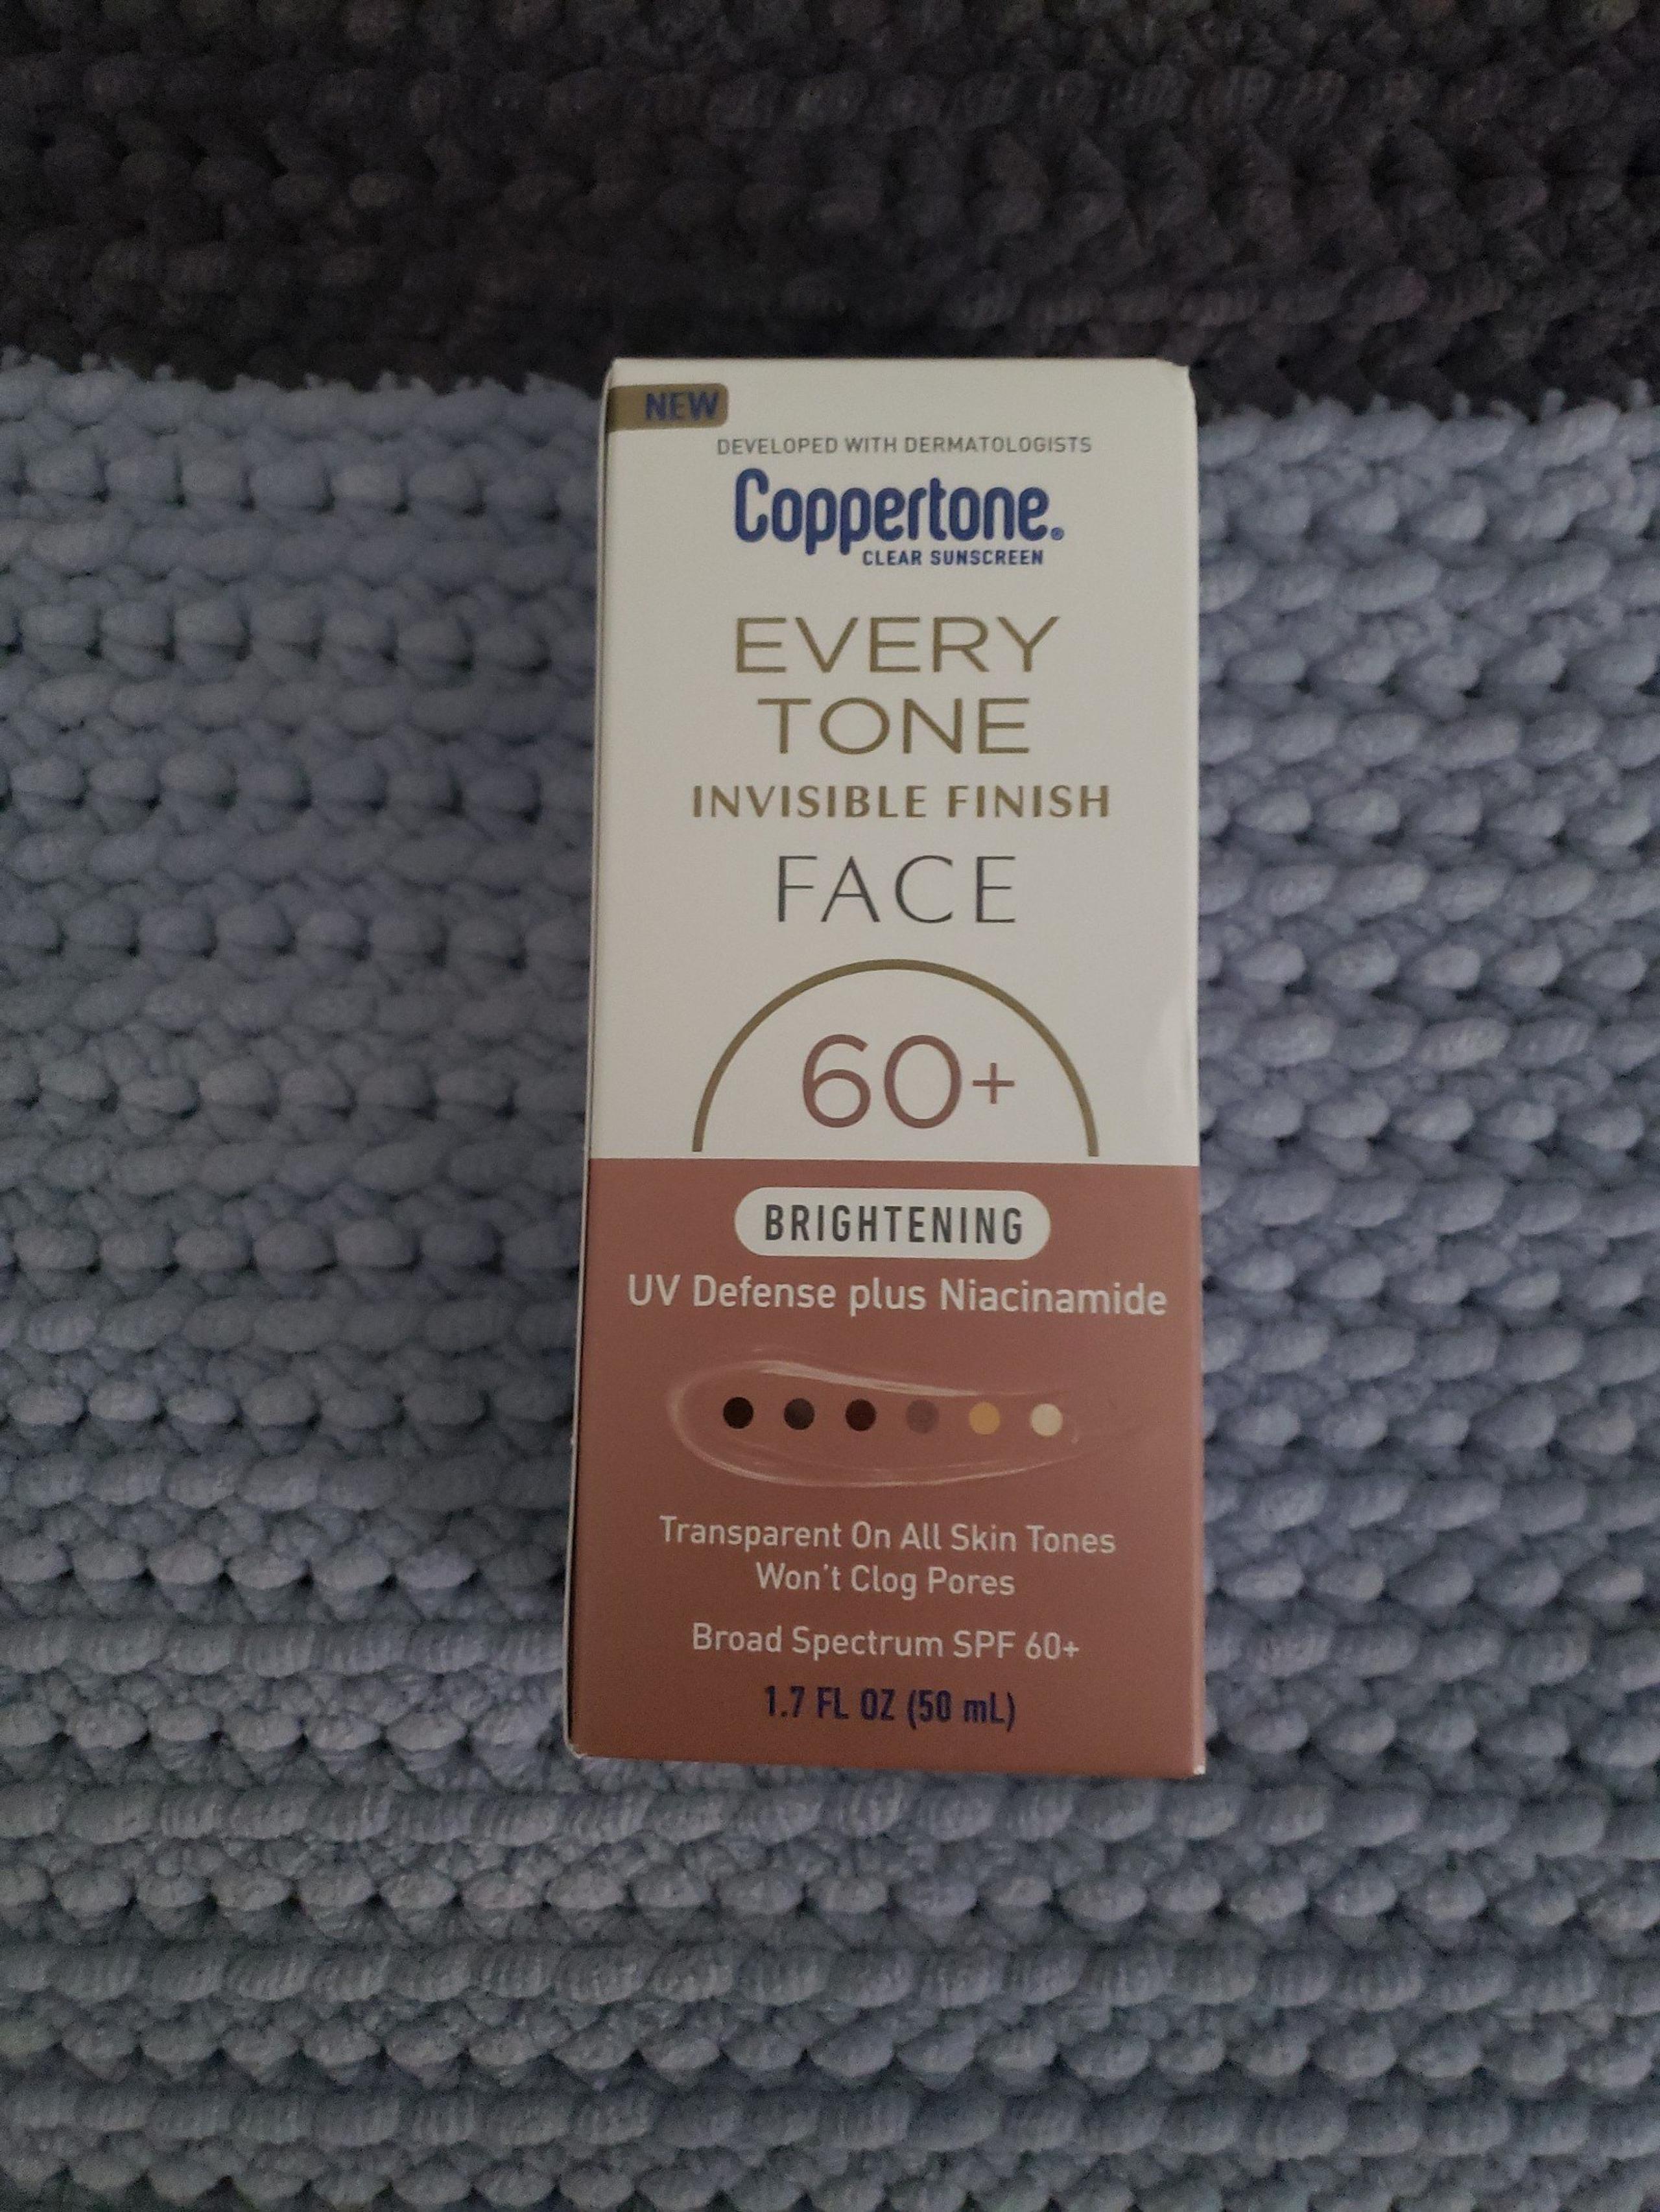 NEW
DEVELOPED WITH DERMATOLOGISTS
Coppertone®
CLEAR SUNSCREEN
EVERY
TONE
INVISIBLE FINISH
FACE
60+
BRIGHTENING
UV Defense plus Niacinamide
Transparent On All Skin Tones
Won't Clog Pores
Broad Spectrum SPF 60+
1.7 FL OZ (50 mL)